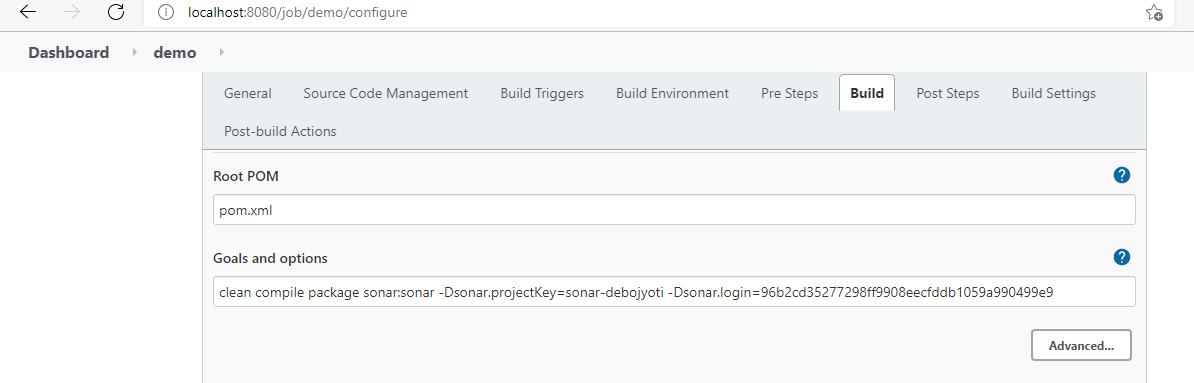 localhost:8080/job/demo/configure
Dashboard demo
General Source Code Management Build Triggers Build Environment Pre Steps Build Post Steps Build Settings
Post-build Actions
Root POM
pom.xml
Goals and options
clean compile package sonar:sonar -Dsonar.projectKey=sonar-debojyoti -Dsonar.login=96b2cd35277298ff9908eecfddb1059a990499e9
Advanced...